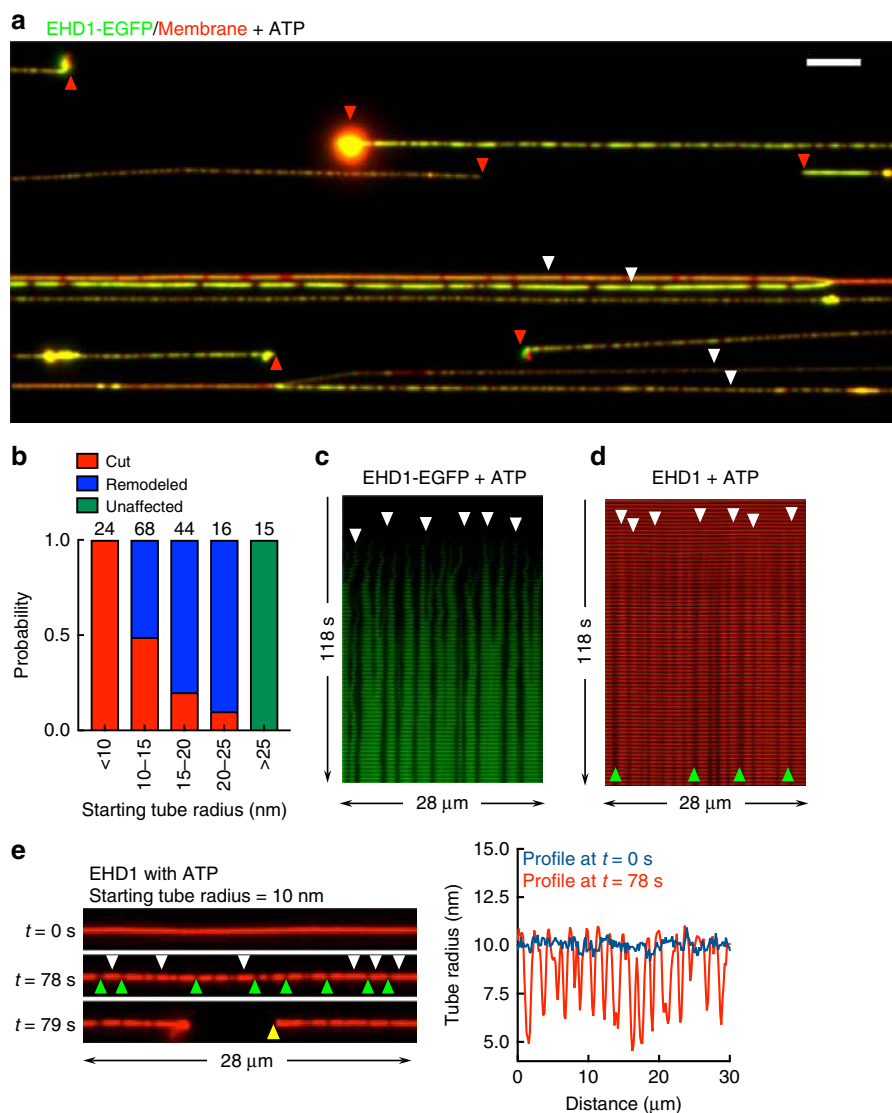 a
EHD1-EGFP/Membrane + ATP
b
Cut
Remodeled
Unaffected
24 68 44 16 15
1.0
0.5
0.0
Probability
<10
10–15
15–20
20–25
>25
Starting tube radius (nm)
c
EHD1-EGFP + ATP
118 s
28 μm
d
EHD1 + ATP
118 s
28 μm
e
EHD1 with ATP
Starting tube radius = 10 nm
t = 0 s
t = 78 s
t = 79 s
28 μm
Profile at t = 0 s
Profile at t = 78 s
15.0
12.5
10.0
7.5
5.0
Tube radius (nm)
0 10 20 30
Distance (μm)